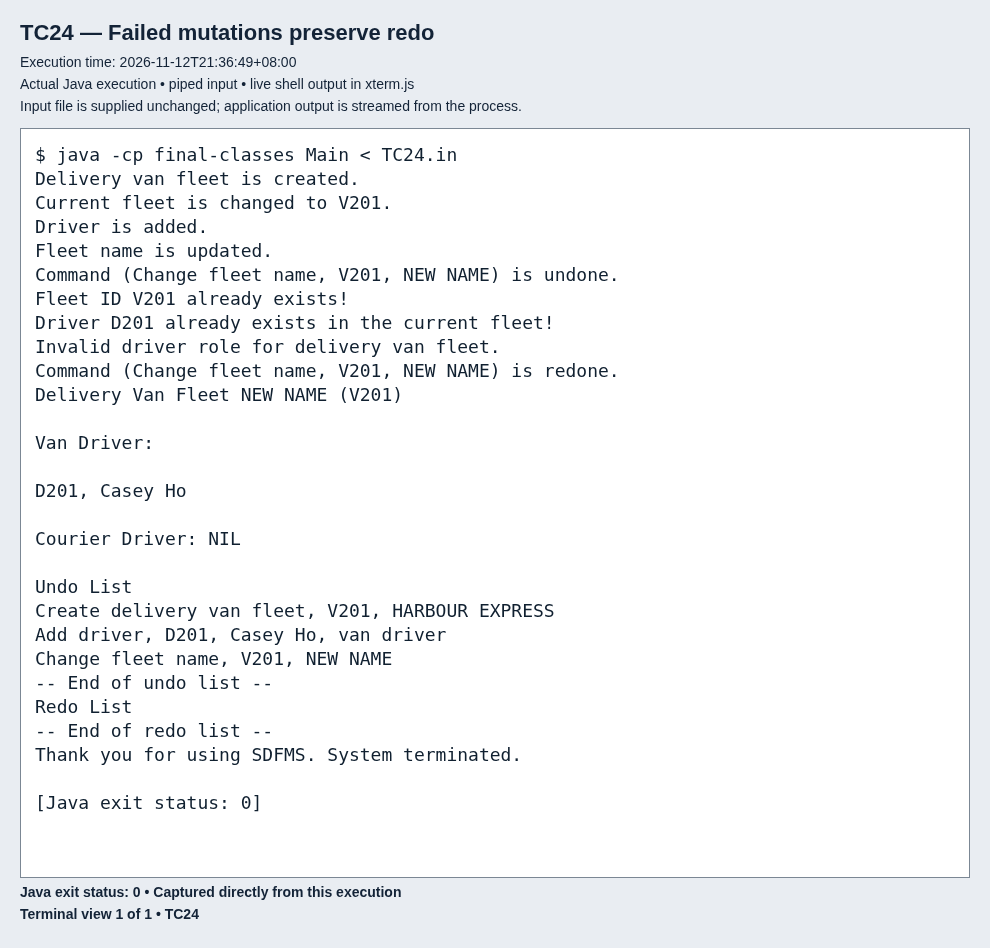 TC24 — Failed mutations preserve redo
Execution time: 2026-11-12T21:36:49+08:00
Actual Java execution • piped input • live shell output in xterm.js
Input file is supplied unchanged; application output is streamed from the process.
$ java -cp final-classes Main < TC24.in
Delivery van fleet is created.
Current fleet is changed to V201.
Driver is added.
Fleet name is updated.
Command (Change fleet name, V201, NEW NAME) is undone.
Fleet ID V201 already exists!
Driver D201 already exists in the current fleet!
Invalid driver role for delivery van fleet.
Command (Change fleet name, V201, NEW NAME) is redone.
Delivery Van Fleet NEW NAME (V201)
Van Driver:
D201, Casey Ho
Courier Driver: NIL
Undo List
Create delivery van fleet, V201, HARBOUR EXPRESS
Add driver, D201, Casey Ho, van driver
Change fleet name, V201, NEW NAME
-- End of undo list --
Redo List
-- End of redo list --
Thank you for using SDFMS. System terminated.
[Java exit status: 0]
Java exit status: 0 • Captured directly from this execution
Terminal view 1 of 1 • TC24